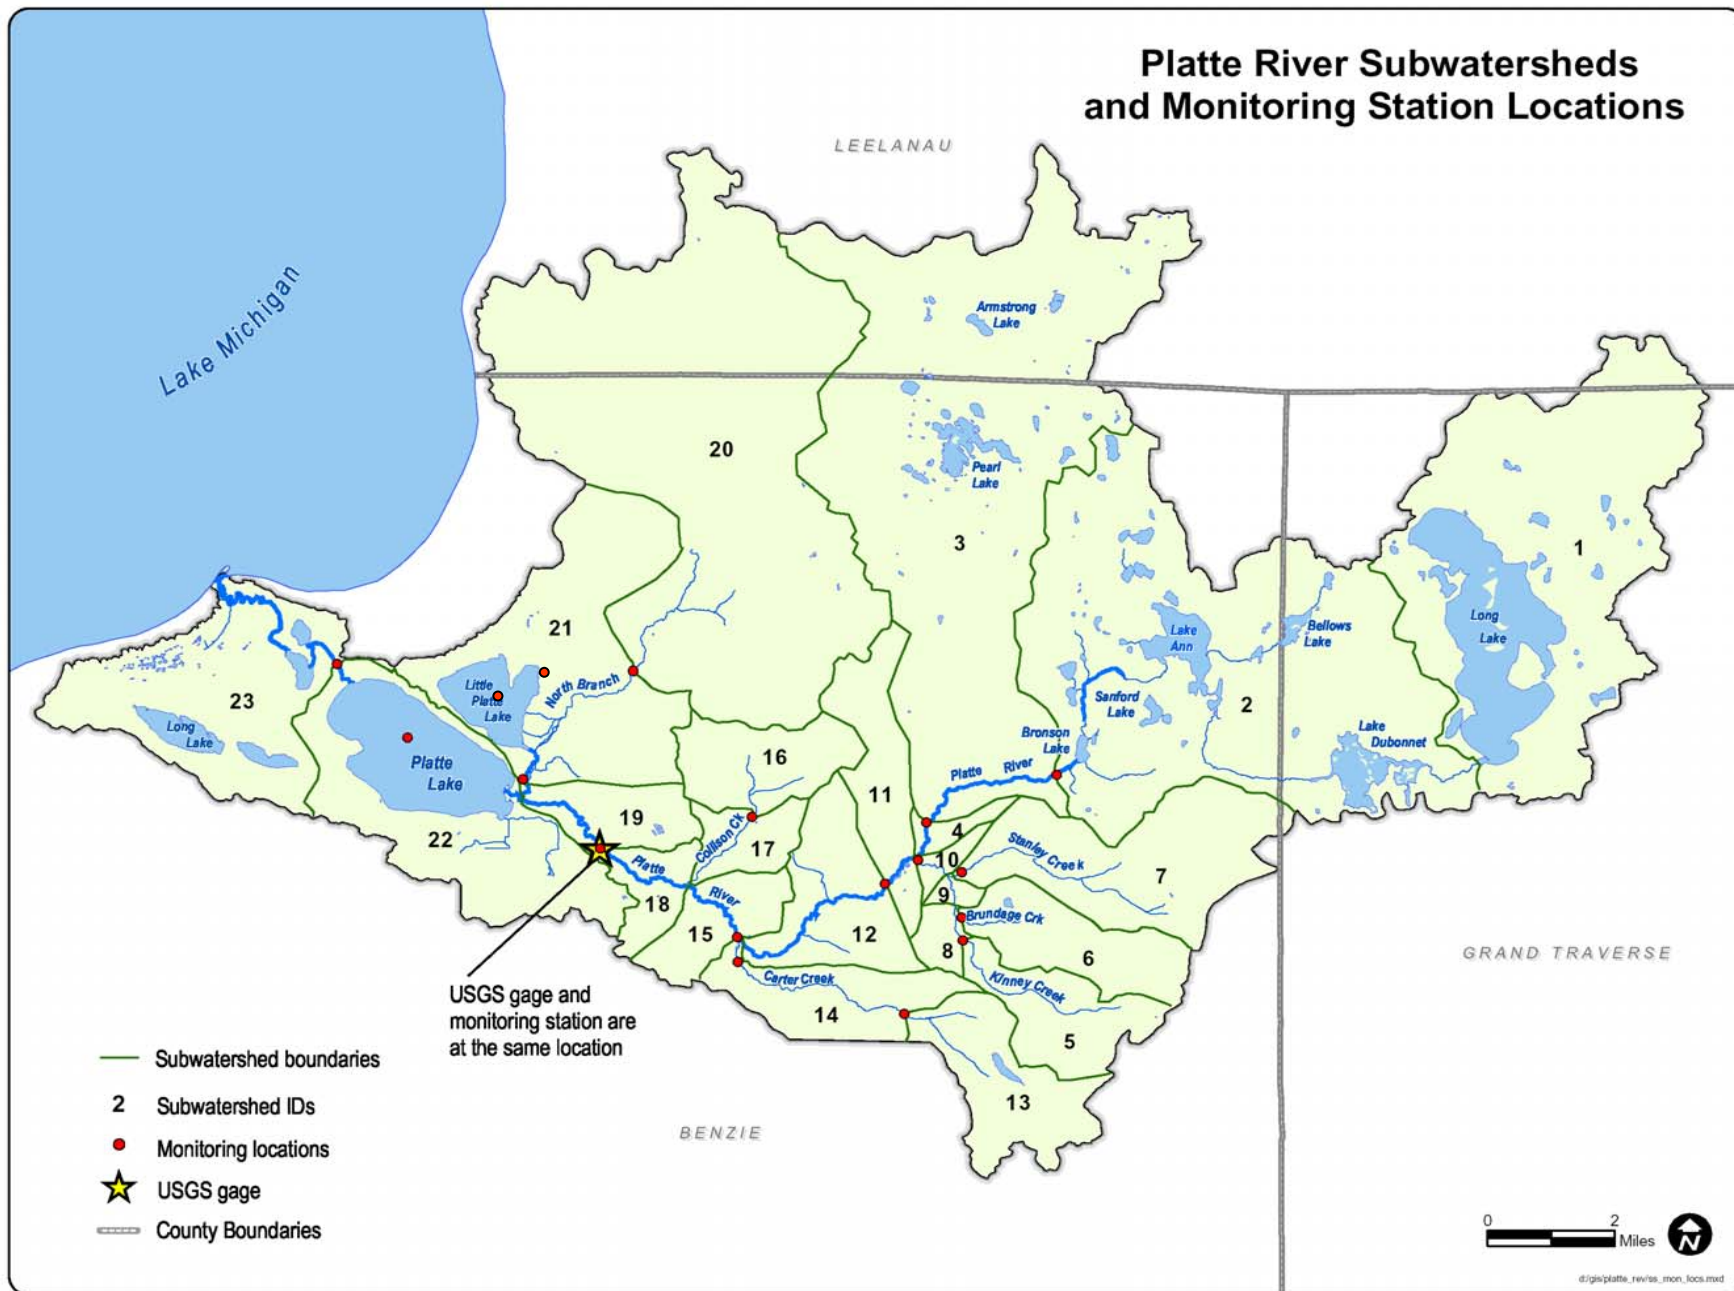 Platte River Subwatersheds
and Monitoring Station Locations
LEELANAU
Lake Michigan
Armstrong
Lake
20
Pearl
Lake
3
1
Long
Lake
21
Lake
Ann
Bellows
Lake
Little
Platte
Lake
North Branch
Sanford
Lake
2
23
Long
Lake
Bronson
Lake
Lake
Dubonnet
Platte
Lake
16
Platte River
11
19
4
22
Collison Ck
17
10
Stanley Creek
7
Platte
River
18
9
Brundage Crk
15
12
8
6
GRAND TRAVERSE
Carter Creek
Kinney Creek
14
5
USGS gage and
monitoring station are
at the same location
13
BENZIE
Subwatershed boundaries
2 Subwatershed IDs
Monitoring locations
USGS gage
County Boundaries
0 2
Miles
N
d:/gis/platte_rev/ss_mon_locs.mxd